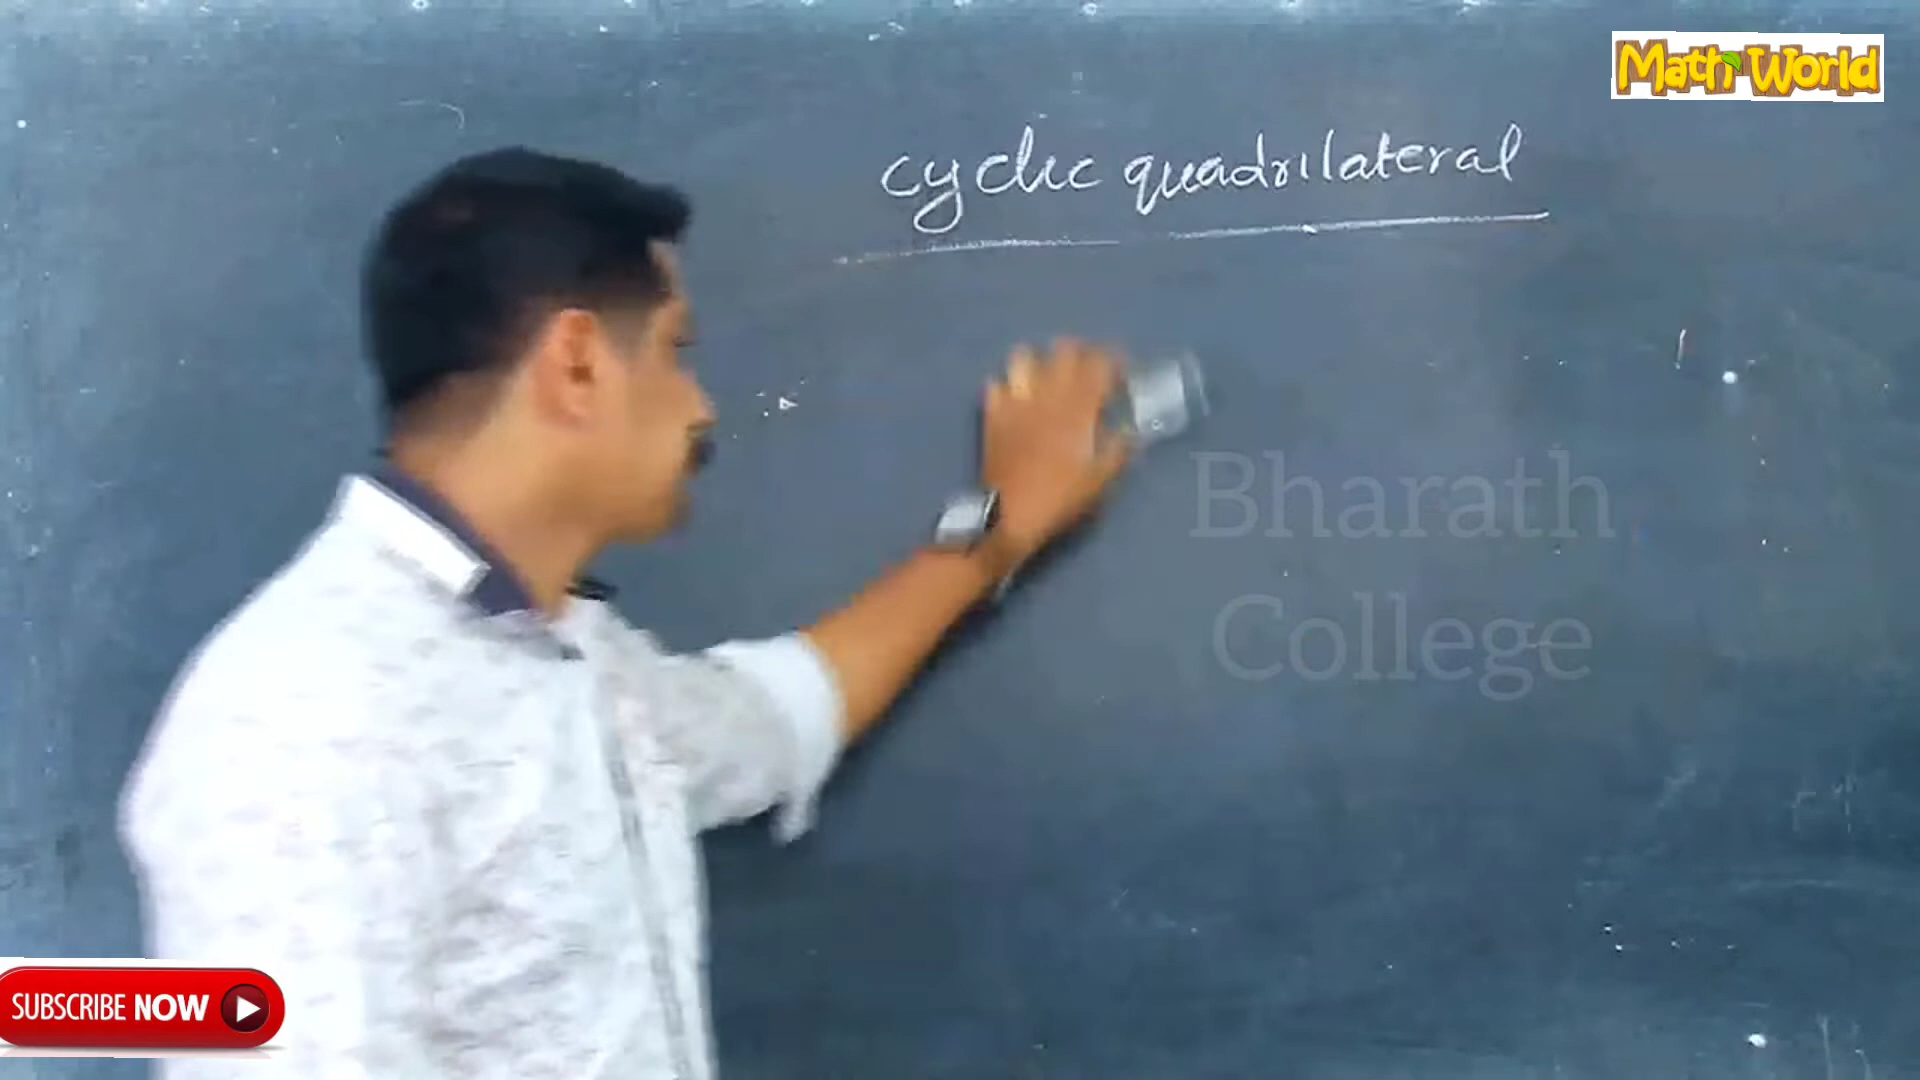 Math World
cyclic quadrilateral
Bharath
College
SUBSCRIBE NOW